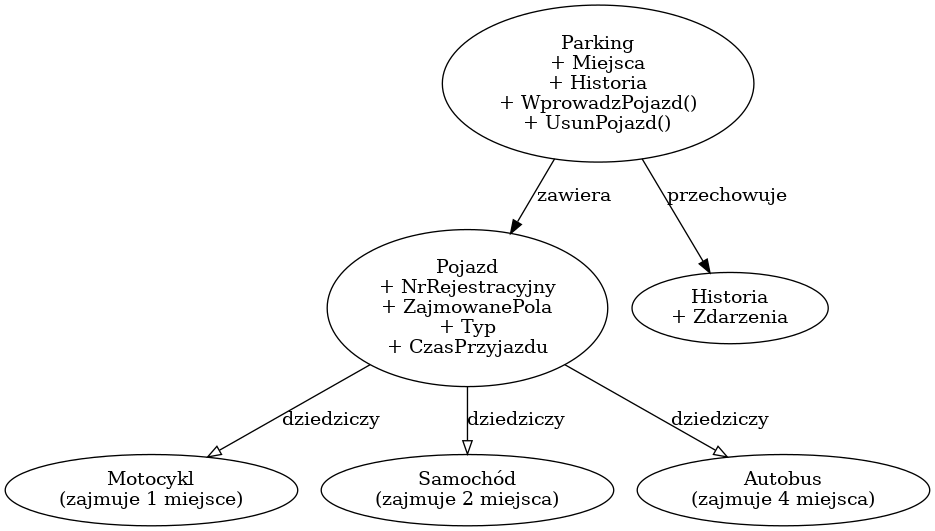 Parking
+ Miejsca
+ Historia
+ WprowadzPojazd()
+ UsunPojazd()
zawiera
przechowuje
Pojazd
+ NrRejestracyjny
+ ZajmowanePola
+ Typ
+ CzasPrzyjazdu
Historia
+ Zdarzenia
dziedziczy
dziedziczy
dziedziczy
Motocykl
(zajmuje 1 miejsce)
Samochód
(zajmuje 2 miejsca)
Autobus
(zajmuje 4 miejsca)